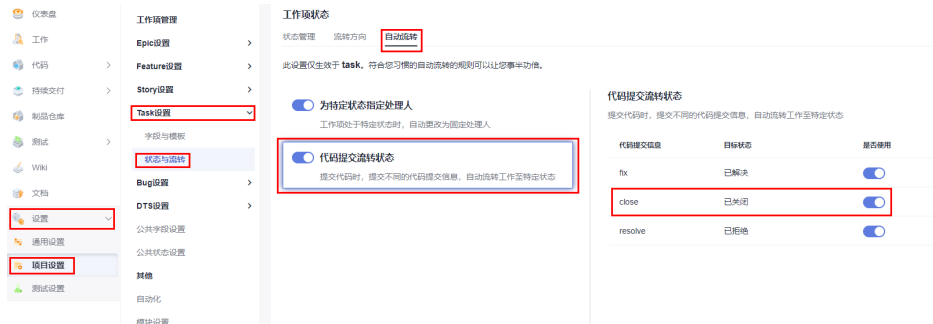 仪表盘
工作
代码
持续交付
制品仓库
测试
Wiki
文档
设置
通用设置
项目设置
测试设置
工作项管理
Epic设置
Feature设置
Story设置
Task设置
字段与模板
状态与流转
Bug设置
DTS设置
公共字段设置
公共状态设置
其他
自动化
模块设置
工作项状态
状态管理 流转方向 自动流转
此设置仅生效于 task。符合您习惯的自动流转的规则可以让您事半功倍。
为特定状态指定处理人
工作项处于特定状态时，自动更改为固定处理人
代码提交流转状态
提交代码时，提交不同的代码提交信息，自动流转工作至特定状态
代码提交流转状态
提交代码时，提交不同的代码提交信息，自动流转工作至特定状态
代码提交信息 目标状态 是否使用
fix 已解决
close 已关闭
resolve 已拒绝